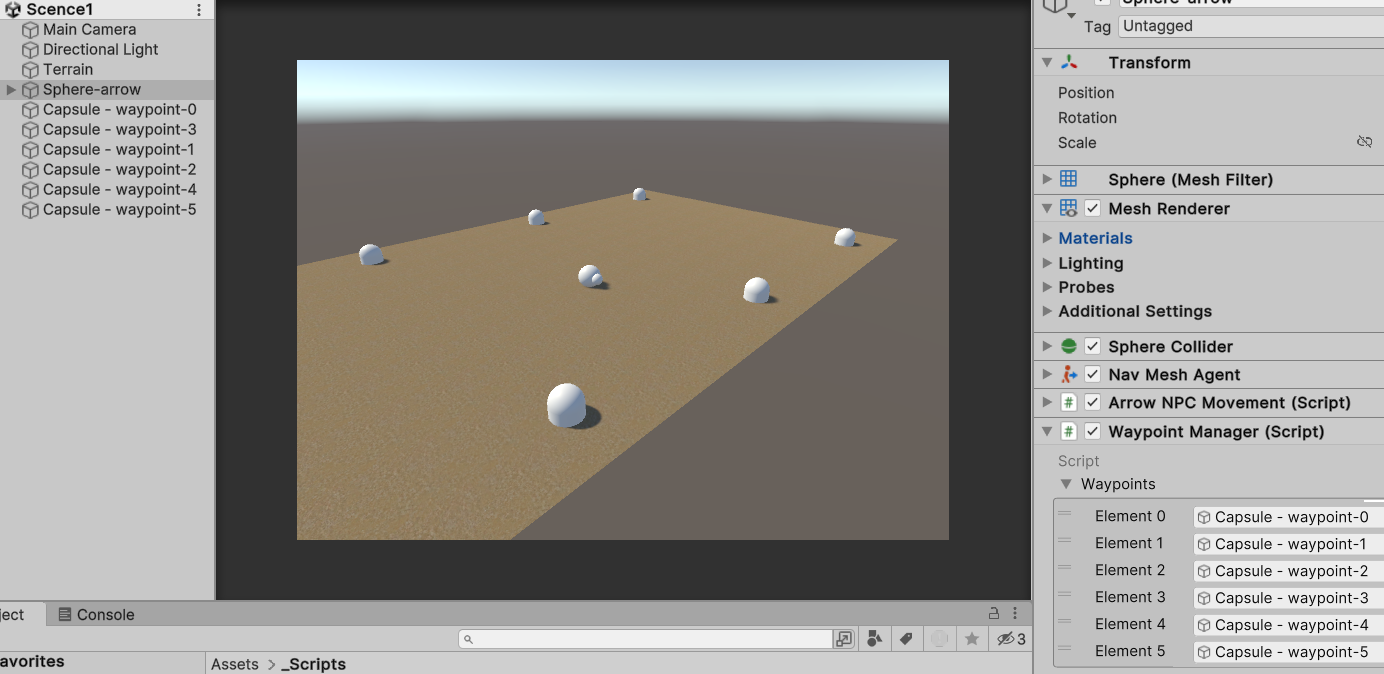 Scence1
Main Camera
Directional Light
Terrain
Sphere-arrow
Capsule - waypoint-0
Capsule - waypoint-3
Capsule - waypoint-1
Capsule - waypoint-2
Capsule - waypoint-4
Capsule - waypoint-5
ject
Console
3
avorites
Assets > _Scripts
Sphere-arrow
Tag Untagged
Transform
Position
Rotation
Scale
Sphere (Mesh Filter)
Mesh Renderer
Materials
Lighting
Probes
Additional Settings
Sphere Collider
Nav Mesh Agent
# Arrow NPC Movement (Script)
# Waypoint Manager (Script)
Script
Waypoints
Element 0 Capsule - waypoint-0
Element 1 Capsule - waypoint-1
Element 2 Capsule - waypoint-2
Element 3 Capsule - waypoint-3
Element 4 Capsule - waypoint-4
Element 5 Capsule - waypoint-5